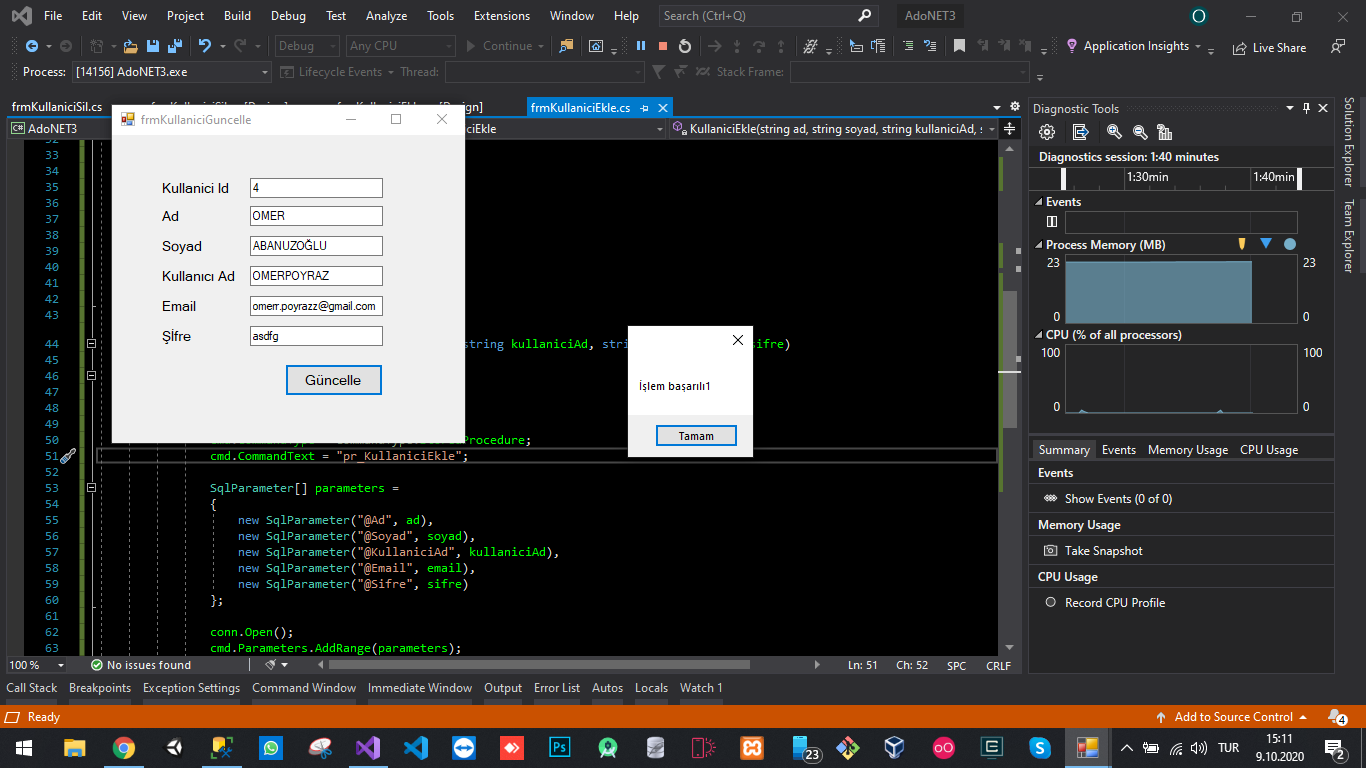 File Edit View Project Build Debug Test Analyze Tools Extensions Window Help Search (Ctrl+Q) AdoNET3 O
Debug Any CPU Continue Application Insights Live Share
Process: [14156] AdoNET3.exe Lifecycle Events Thread: Stack Frame:
frmKullaniciSil.cs [Design] frmKullaniciEkle.cs
C# AdoNET3 KullaniciEkle(string ad, string soyad, string kullaniciAd,
frmKullaniciGuncelle
Kullanici Id 4
Ad OMER
Soyad ABANUZOĞLU
Kullanıcı Ad OMERPOYRAZ
Email omerr.poyrazz@gmail.com
Şİfre asdfg
Güncelle
İşlem başarılı1
Tamam
33
34
35
36
37
38
39
40
41
42
43
44 string kullaniciAd, sifre)
45
46
47
48
49
50 Procedure;
51 cmd.CommandText = "pr_KullaniciEkle";
52
53 SqlParameter[] parameters =
54 {
55 new SqlParameter("@Ad", ad),
56 new SqlParameter("@Soyad", soyad),
57 new SqlParameter("@KullaniciAd", kullaniciAd),
58 new SqlParameter("@Email", email),
59 new SqlParameter("@Sifre", sifre)
60 };
61
62 conn.Open();
63 cmd.Parameters.AddRange(parameters);
100 % No issues found Ln: 51 Ch: 52 SPC CRLF
Diagnostic Tools
Diagnostics session: 1:40 minutes
1:30min 1:40min
Events
Process Memory (MB)
23 23
0 0
CPU (% of all processors)
100 100
0 0
Summary Events Memory Usage CPU Usage
Events
Show Events (0 of 0)
Memory Usage
Take Snapshot
CPU Usage
Record CPU Profile
Solution Explorer
Team Explorer
Call Stack Breakpoints Exception Settings Command Window Immediate Window Output Error List Autos Locals Watch 1
Ready Add to Source Control 4
Ps 23 TUR 15:11
9.10.2020 2